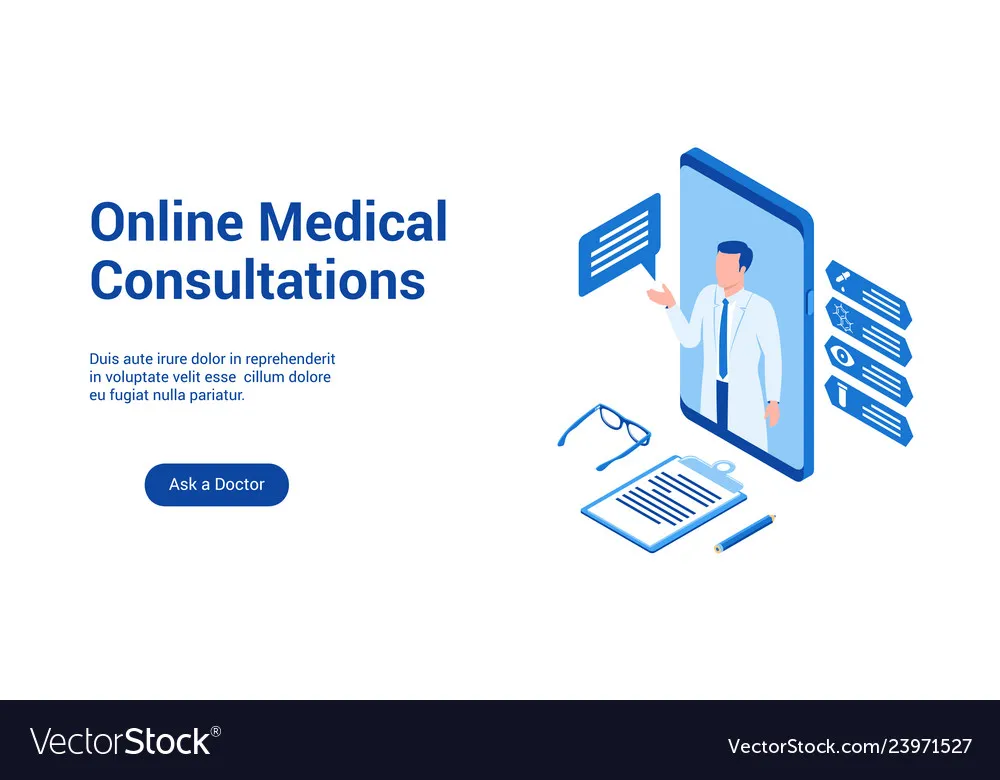 Online Medical
Consultations
Duis aute irure dolor in reprehenderit
in voluptate velit esse cillum dolore
eu fugiat nulla pariatur.
Ask a Doctor
VectorStock®
VectorStock.com/23971527